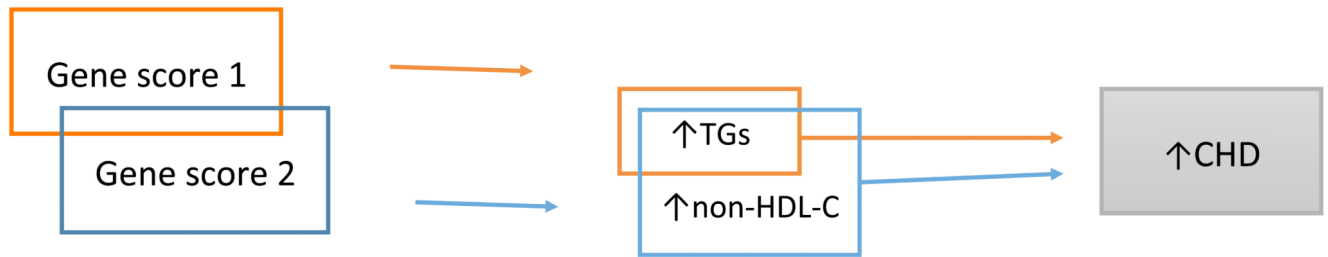 Gene score 1
Gene score 2
↑TGs
↑non-HDL-C
↑CHD